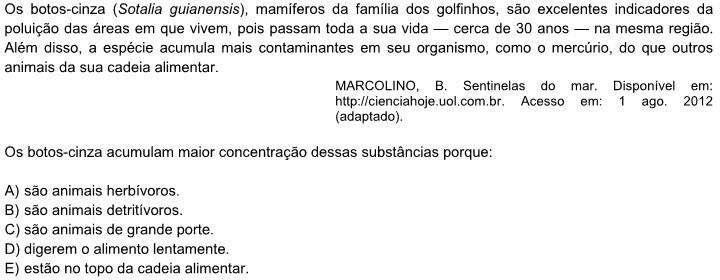 Os botos-cinza (Sotalia guianensis), mamíferos da família dos golfinhos, são excelentes indicadores da
poluição das áreas em que vivem, pois passam toda a sua vida — cerca de 30 anos — na mesma região.
Além disso, a espécie acumula mais contaminantes em seu organismo, como o mercúrio, do que outros
animais da sua cadeia alimentar.
MARCOLINO, B. Sentinelas do mar. Disponível em:
http://cienciahoje.uol.com.br. Acesso em: 1 ago. 2012
(adaptado).
Os botos-cinza acumulam maior concentração dessas substâncias porque:
A) são animais herbívoros.
B) são animais detritívoros.
C) são animais de grande porte.
D) digerem o alimento lentamente.
E) estão no topo da cadeia alimentar.